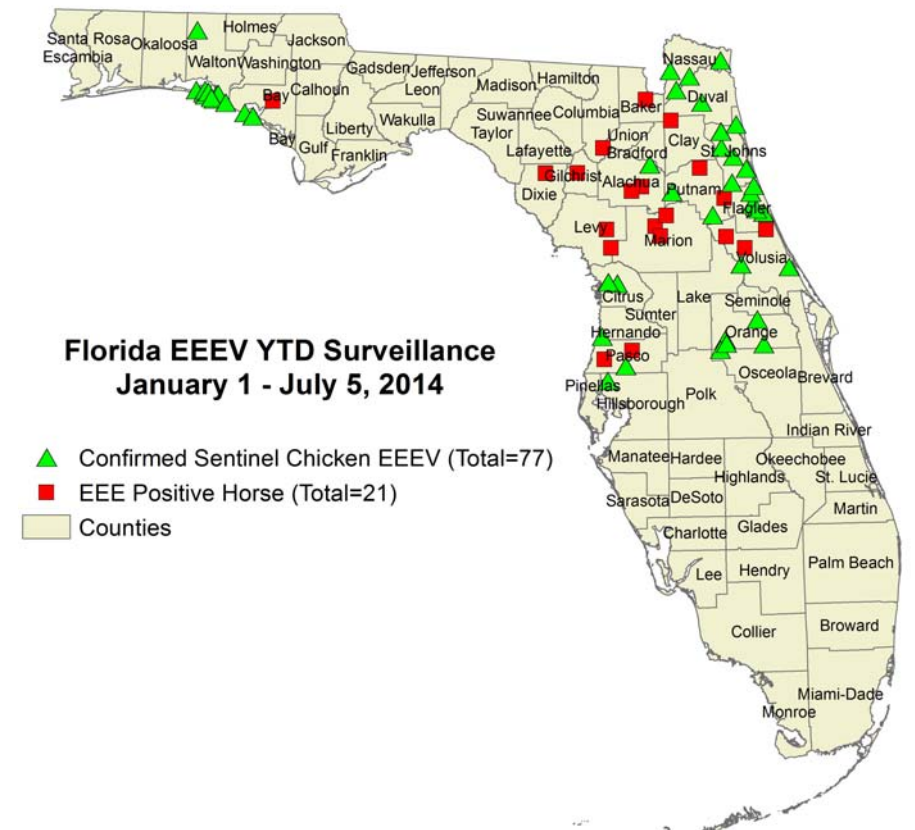 Holmes
Santa Rosa
Okaloosa
Jackson
Escambia
Walton
Washington
Gadsden
Jefferson
Nassau
Leon
Madison
Hamilton
Bay
Calhoun
Duval
Baker
Suwannee
Columbia
Wakulla
Liberty
Taylor
Union
Clay
St. Johns
Bay
Gulf
Franklin
Lafayette
Bradford
Gilchrist
Alachua
Putnam
Dixie
Flagler
Levy
Marion
Volusia
Citrus
Lake
Seminole
Sumter
Hernando
Orange
Florida EEEV YTD Surveillance
January 1 - July 5, 2014
Pasco
Osceola
Brevard
Pinellas
Polk
Hillsborough
Indian River
Confirmed Sentinel Chicken EEEV (Total=77)
EEE Positive Horse (Total=21)
Counties
Manatee
Hardee
Okeechobee
Highlands
St. Lucie
Sarasota
DeSoto
Martin
Charlotte
Glades
Lee
Hendry
Palm Beach
Collier
Broward
Miami-Dade
Monroe